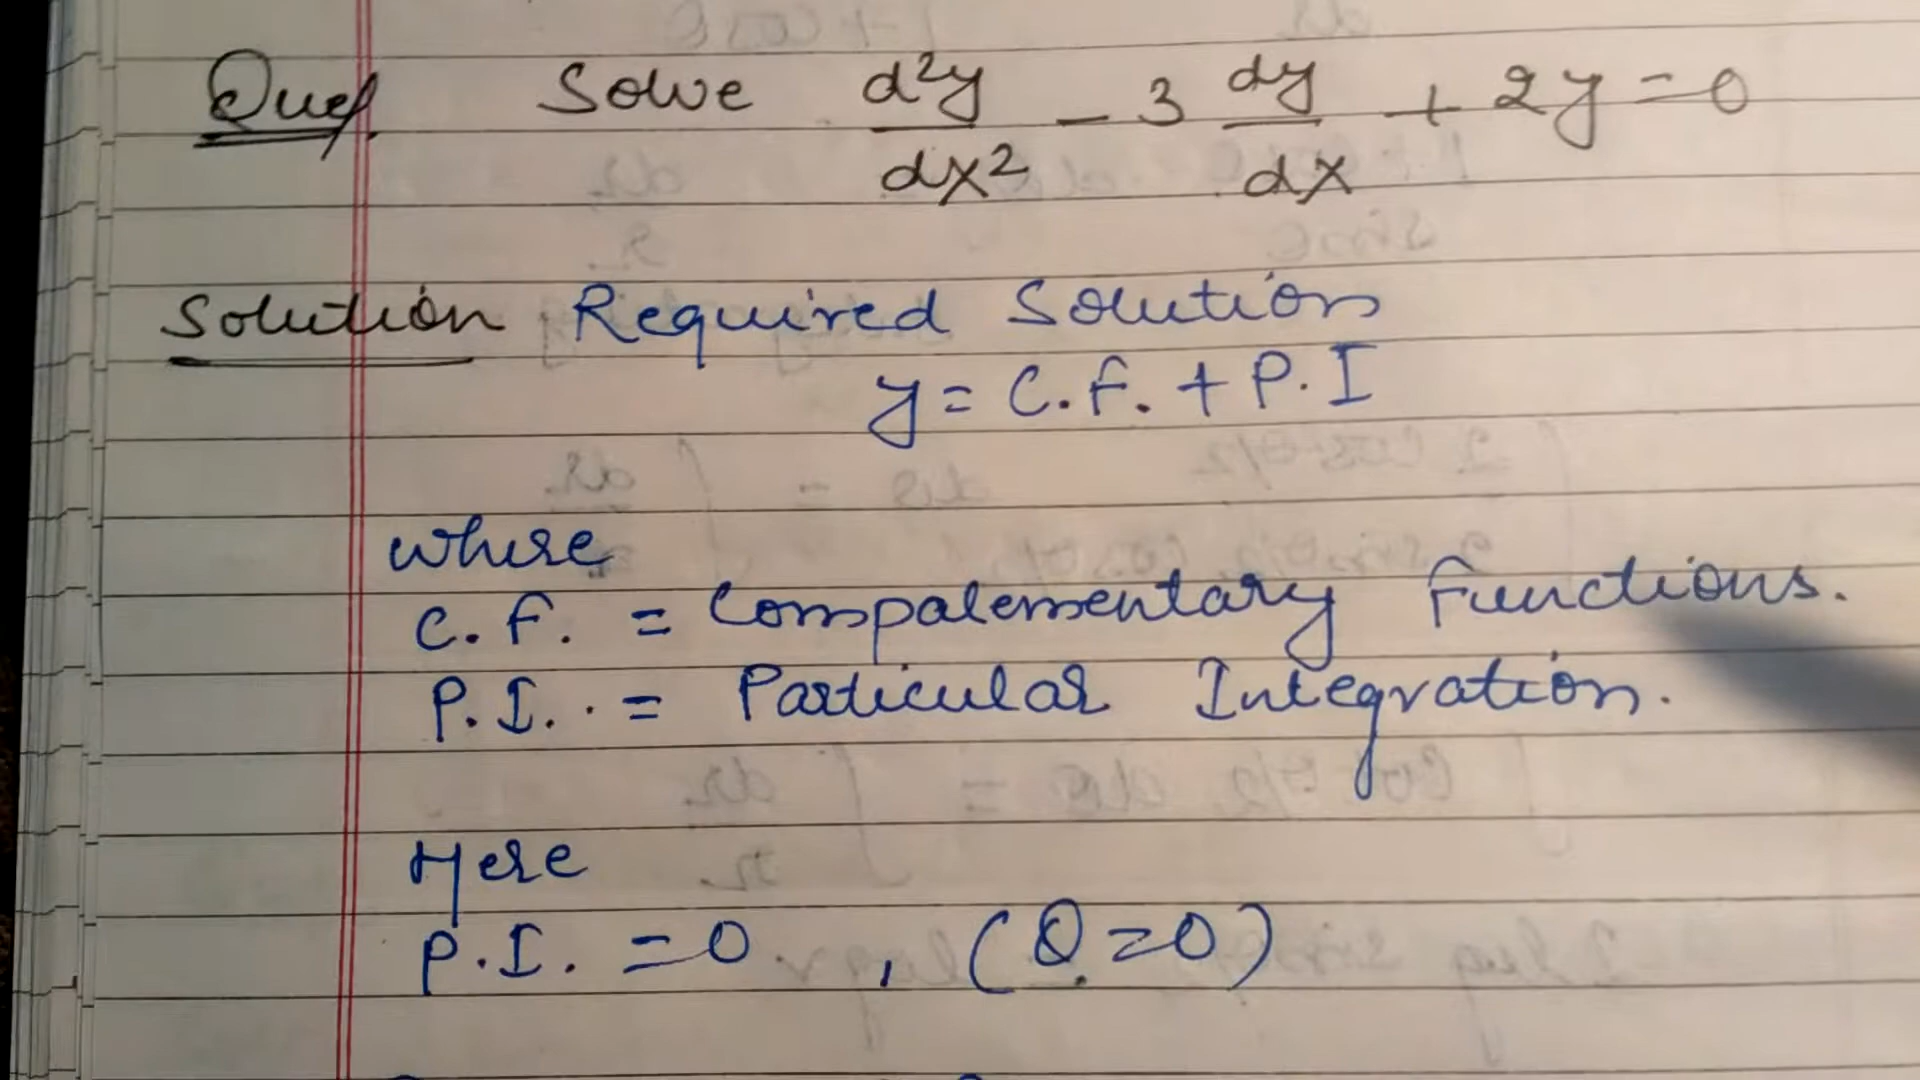 Ques. Solve d²y/dx² - 3 dy/dx + 2y = 0
Solution Required Solution
y = C.F. + P.I
where
C.F. = Compalementary Functions.
P.I. = Particular Integration.
Here
P.I. = 0 , (Q = 0)